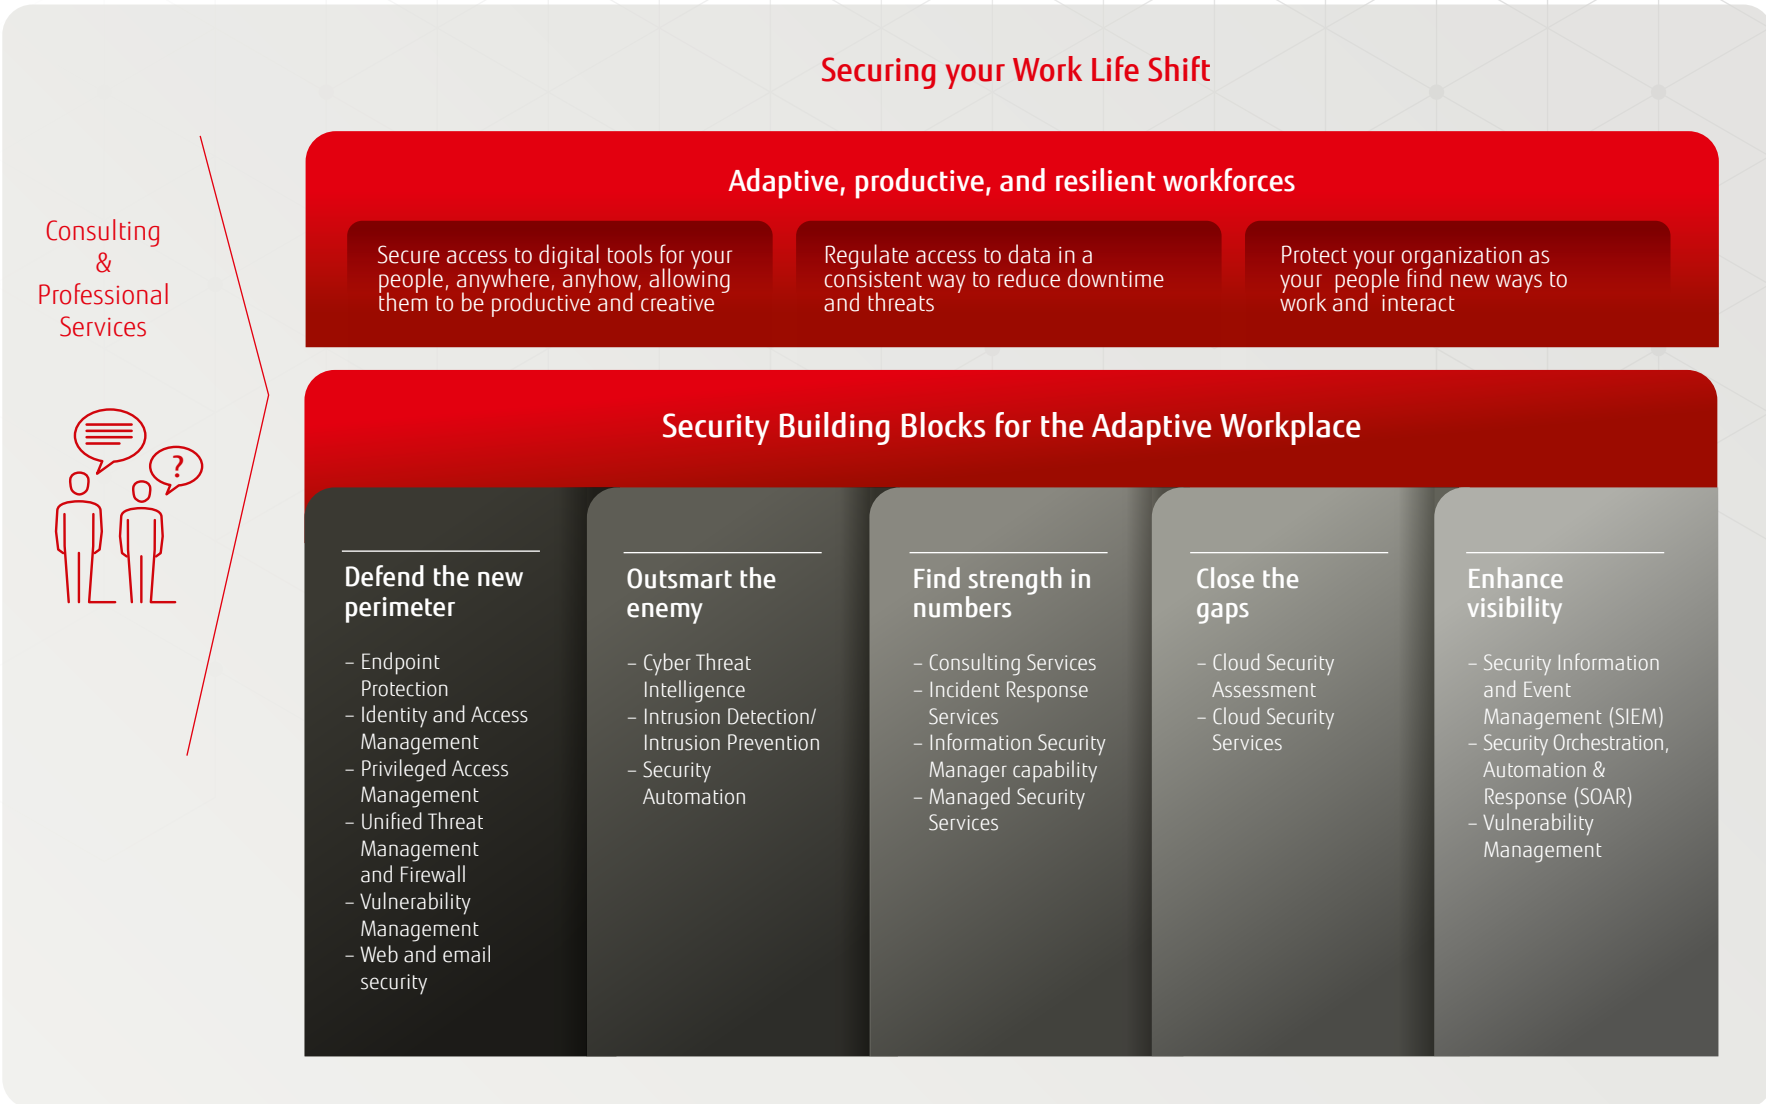 Securing your Work Life Shift
Consulting
&
Professional
Services
?
Adaptive, productive, and resilient workforces
Secure access to digital tools for your
people, anywhere, anyhow, allowing
them to be productive and creative
Regulate access to data in a
consistent way to reduce downtime
and threats
Protect your organization as
your people find new ways to
work and interact
Security Building Blocks for the Adaptive Workplace
Defend the new
perimeter
– Endpoint
Protection
– Identity and Access
Management
– Privileged Access
Management
– Unified Threat
Management
and Firewall
– Vulnerability
Management
– Web and email
security
Outsmart the
enemy
– Cyber Threat
Intelligence
– Intrusion Detection/
Intrusion Prevention
– Security
Automation
Find strength in
numbers
– Consulting Services
– Incident Response
Services
– Information Security
Manager capability
– Managed Security
Services
Close the
gaps
– Cloud Security
Assessment
– Cloud Security
Services
Enhance
visibility
– Security Information
and Event
Management (SIEM)
– Security Orchestration,
Automation &
Response (SOAR)
– Vulnerability
Management